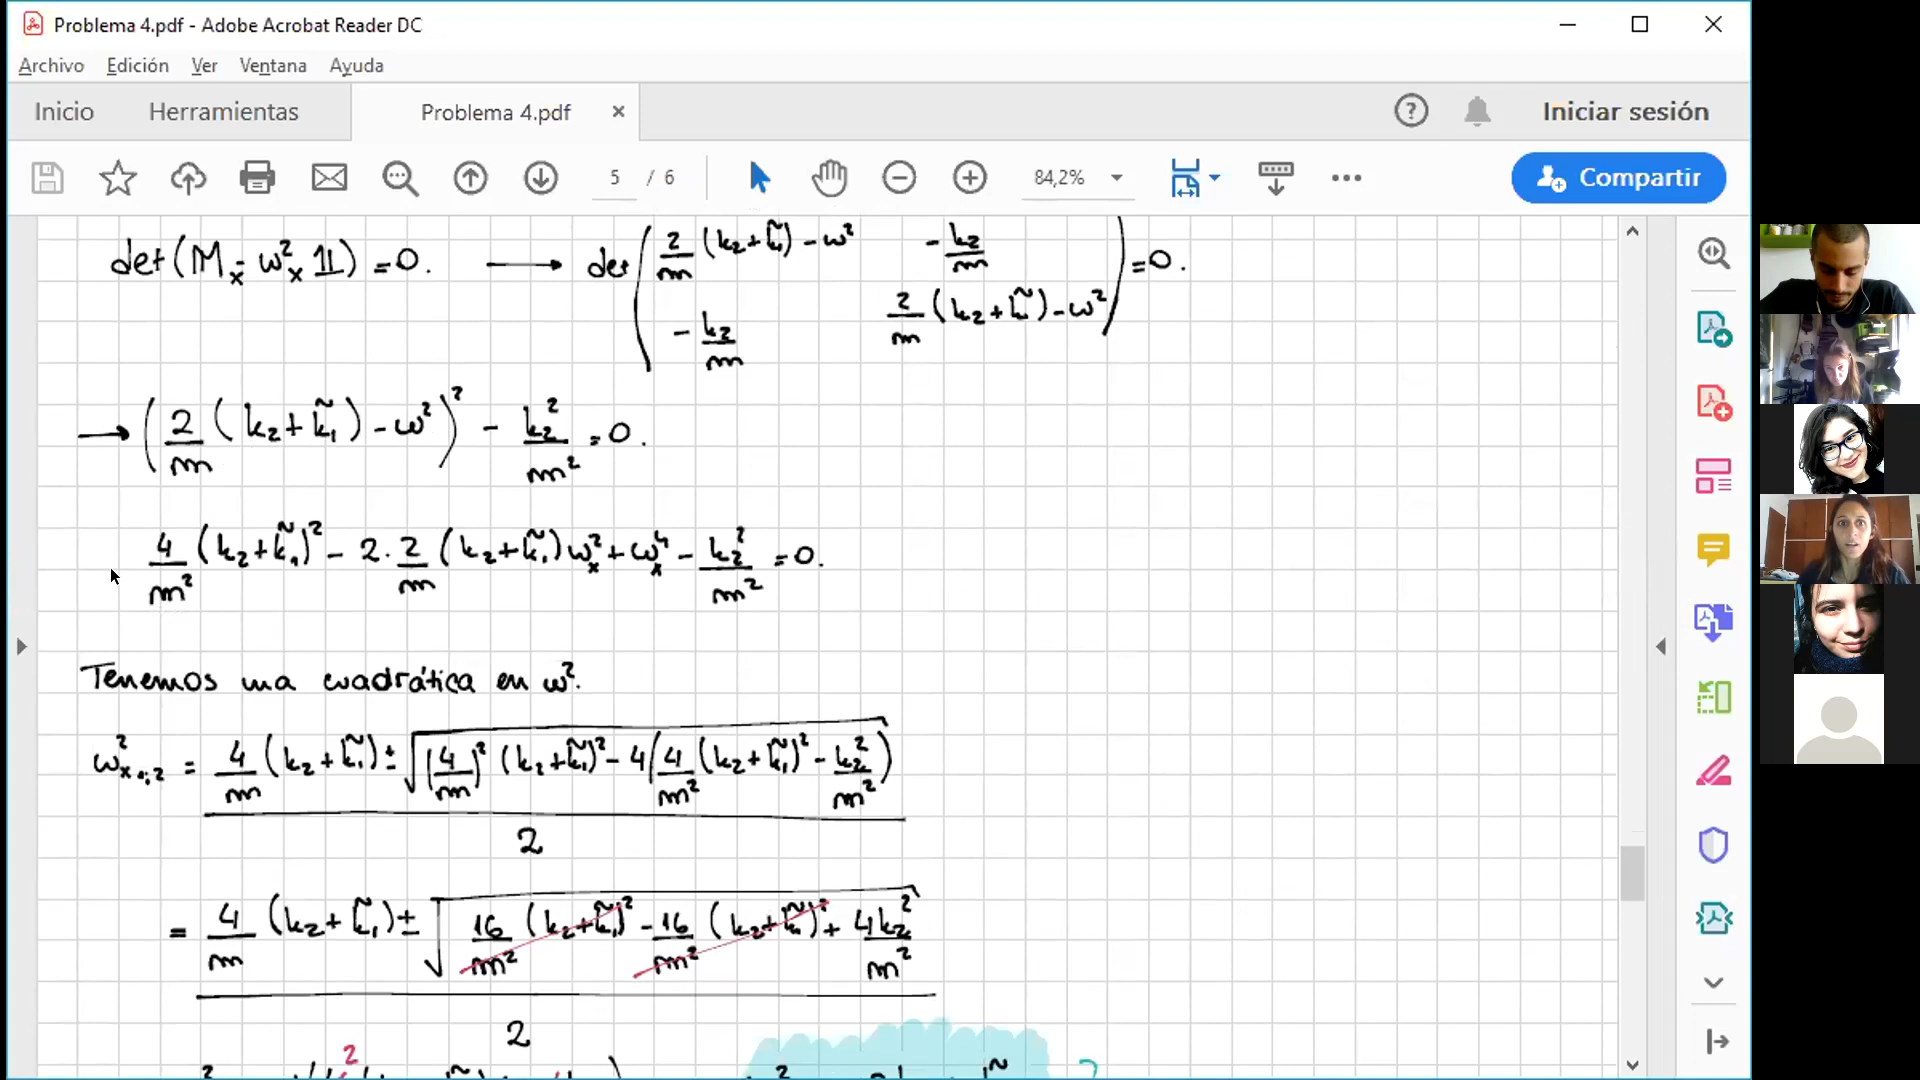 Problema 4.pdf - Adobe Acrobat Reader DC
Archivo Edición Ver Ventana Ayuda
Inicio Herramientas Problema 4.pdf × Iniciar sesión
5 / 6 84,2% Compartir
det(M_x - ω²_x 𝟙) = 0. ⟶ det( 2/m (k₂+k̃₁) - ω² -k₂/m
-k₂/m 2/m (k₂+k̃) - ω² ) = 0.
→ (2/m (k₂+k̃₁) - ω²)² - k₂²/m² = 0.
4/m² (k₂+k̃₁)² - 2·2/m (k₂+k̃₁)ω²_x + ω⁴_x - k₂²/m² = 0.
Tenemos una cuadrática en ω².
ω²_x₁,₂ = (4/m (k₂+k̃₁) ± √((4/m)² (k₂+k̃₁)² - 4(4/m² (k₂+k̃₁)² - k₂²/m²))) / 2
= (4/m (k₂+k̃₁) ± √(16/m² (k₂+k̃₁)² - 16/m² (k₂+k̃₁)² + 4k₂²/m²)) / 2